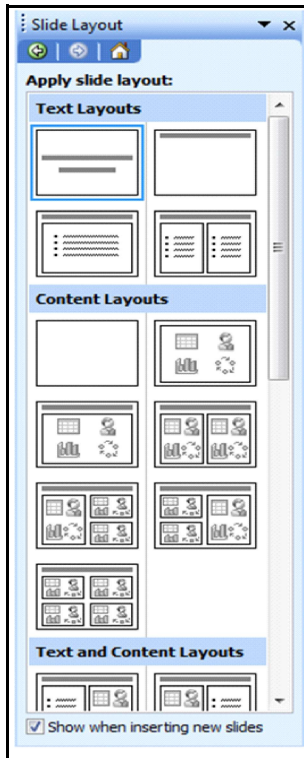 Slide Layout
Apply slide layout:
Text Layouts
Content Layouts
Text and Content Layouts
Show when inserting new slides